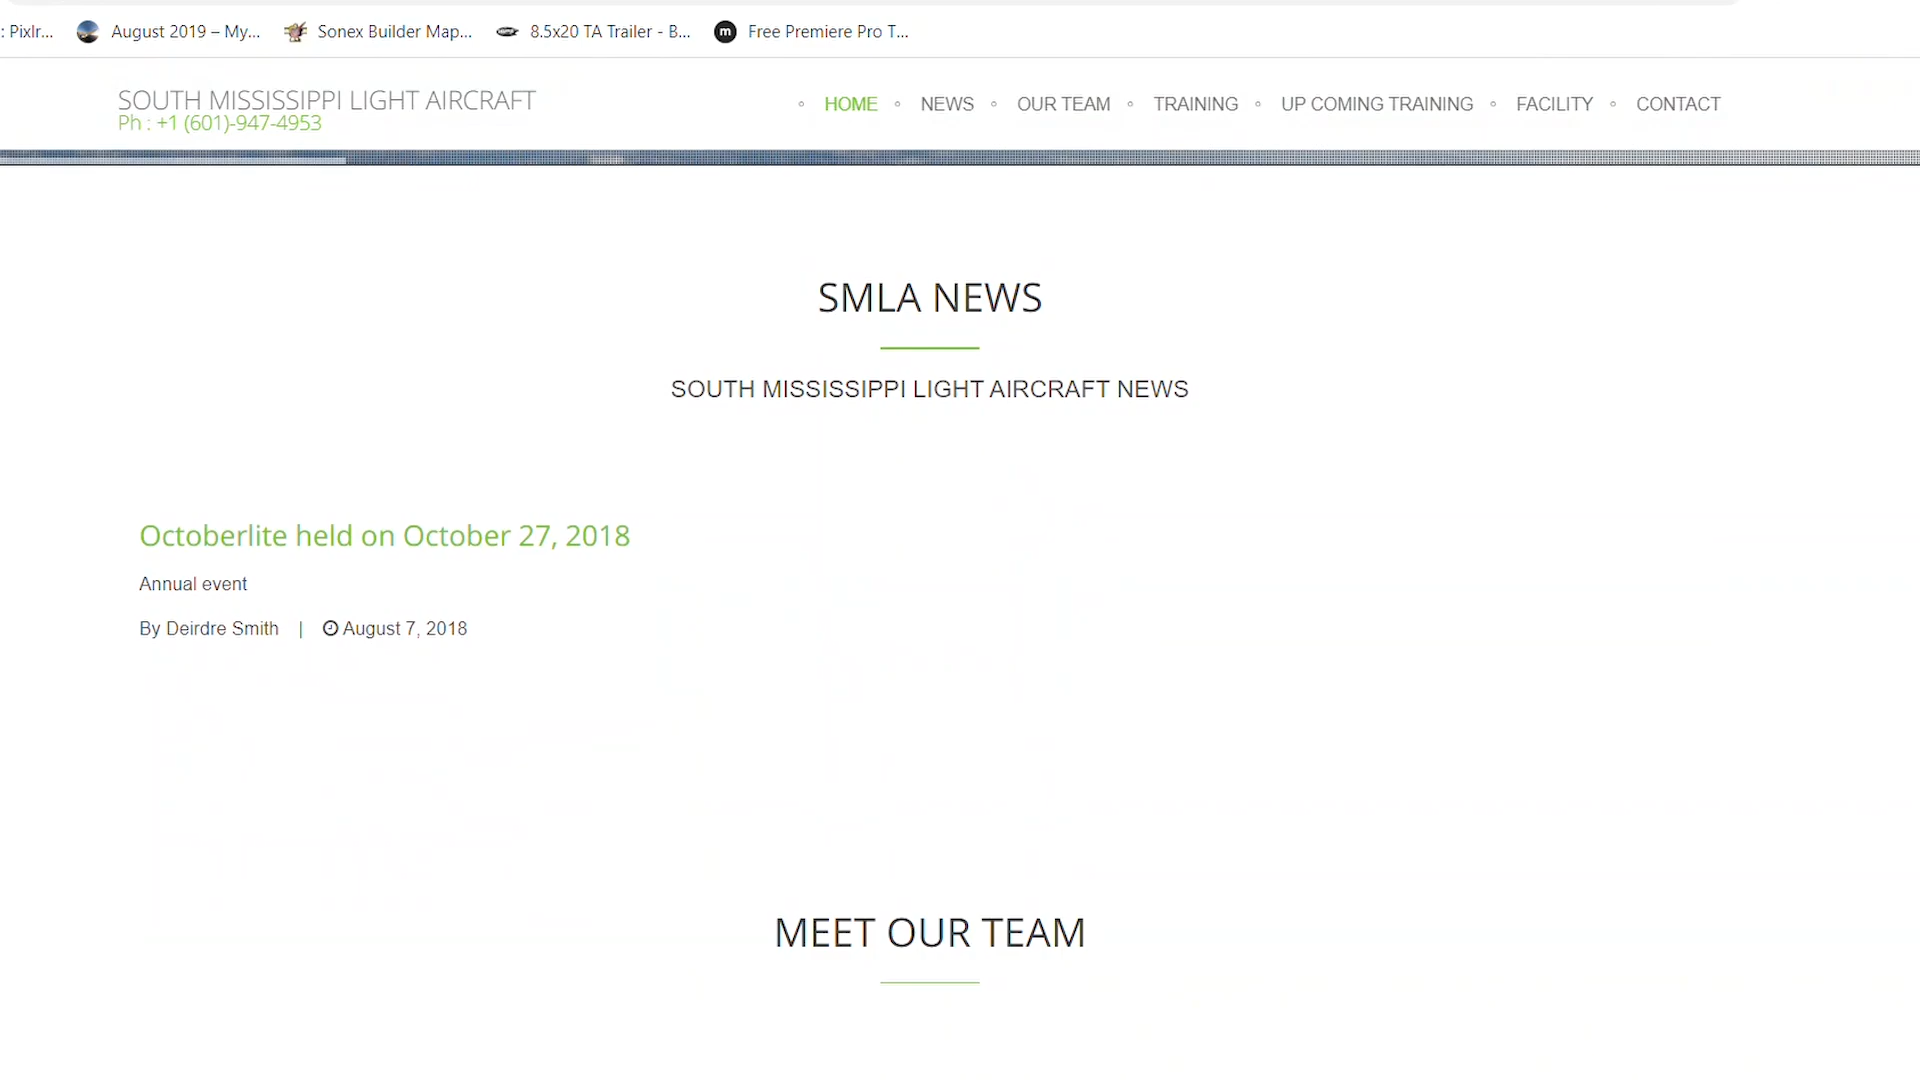 : Pixlr... August 2019 – My... Sonex Builder Map... 8.5x20 TA Trailer - B... m Free Premiere Pro T...
SOUTH MISSISSIPPI LIGHT AIRCRAFT
Ph : +1 (601)-947-4953
HOME NEWS OUR TEAM TRAINING UP COMING TRAINING FACILITY CONTACT
SMLA NEWS
SOUTH MISSISSIPPI LIGHT AIRCRAFT NEWS
Octoberlite held on October 27, 2018
Annual event
By Deirdre Smith | August 7, 2018
MEET OUR TEAM